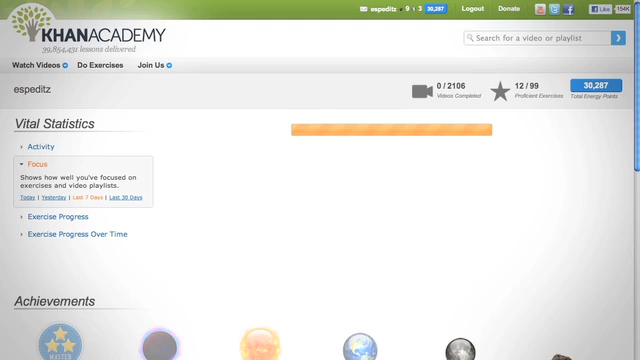 espeditz 9 3 30,287 Logout Donate Like 154K
KHANACADEMY
39,854,431 lessons delivered
Search for a video or playlist
Watch Videos Do Exercises Join Us
espeditz
0 / 2106
Videos Completed
12 / 99
Proficient Exercises
30,287
Total Energy Points
Vital Statistics
Activity
Focus
Shows how well you've focused on
exercises and video playlists.
Today | Yesterday | Last 7 Days | Last 30 Days
Exercise Progress
Exercise Progress Over Time
Achievements
MASTER